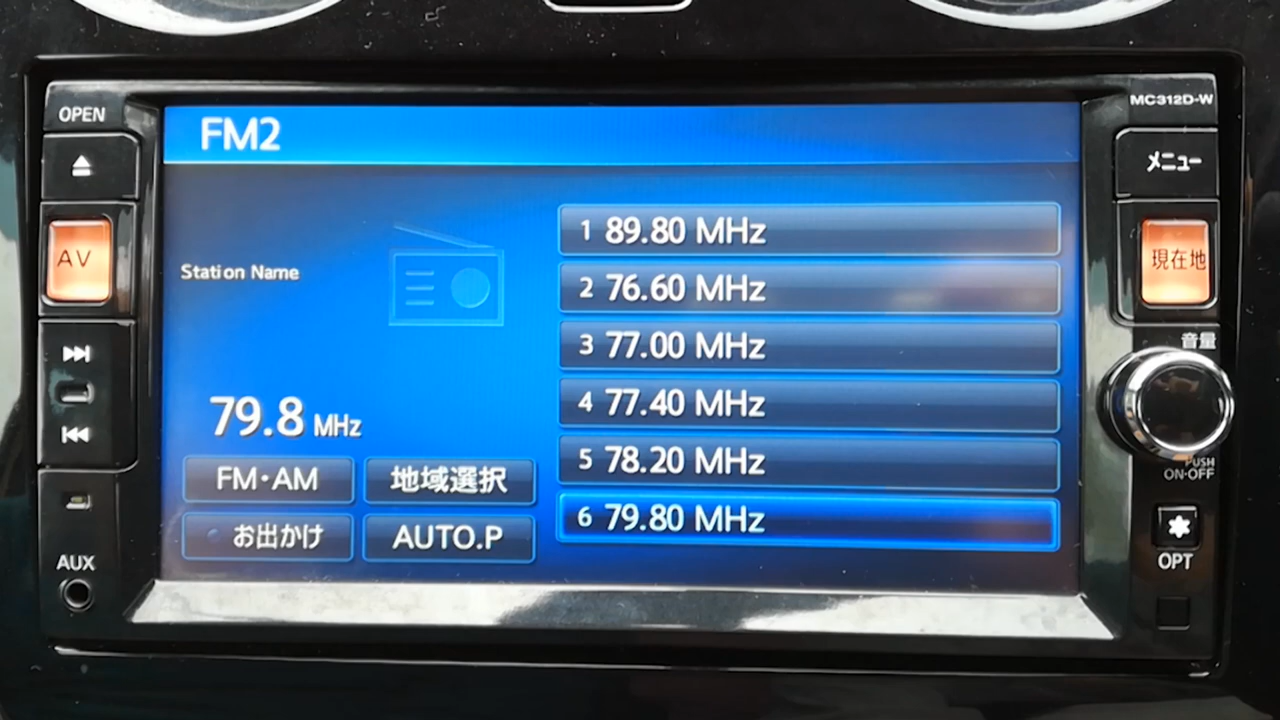 OPEN
AV
AUX
FM2
Station Name
79.8 MHz
FM・AM
地域選択
お出かけ
AUTO.P
1 89.80 MHz
2 76.60 MHz
3 77.00 MHz
4 77.40 MHz
5 78.20 MHz
6 79.80 MHz
MC312D-W
メニュー
現在地
音量
PUSH
ON・OFF
OPT